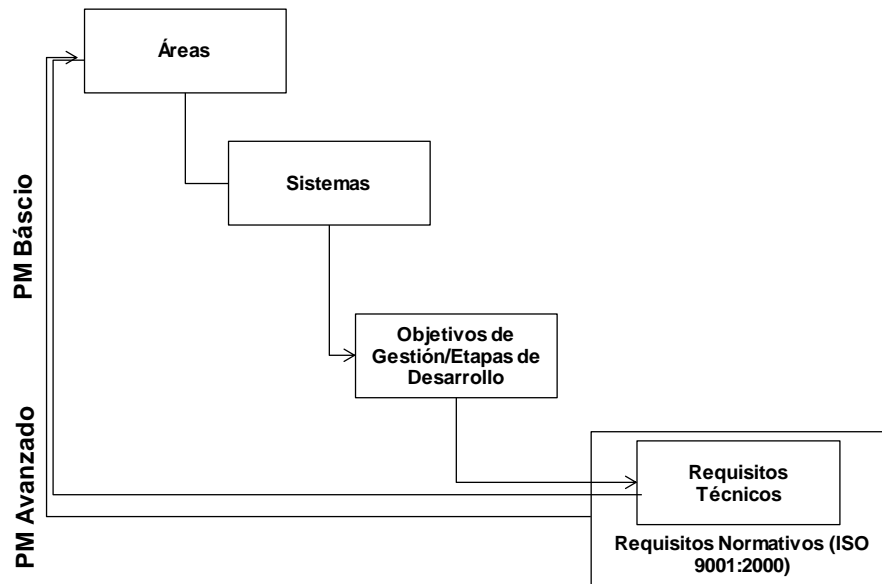 Áreas
Sistemas
PM Báscio
Objetivos de
Gestión/Etapas de
Desarrollo
PM Avanzado
Requisitos
Técnicos
Requisitos Normativos (ISO
9001:2000)